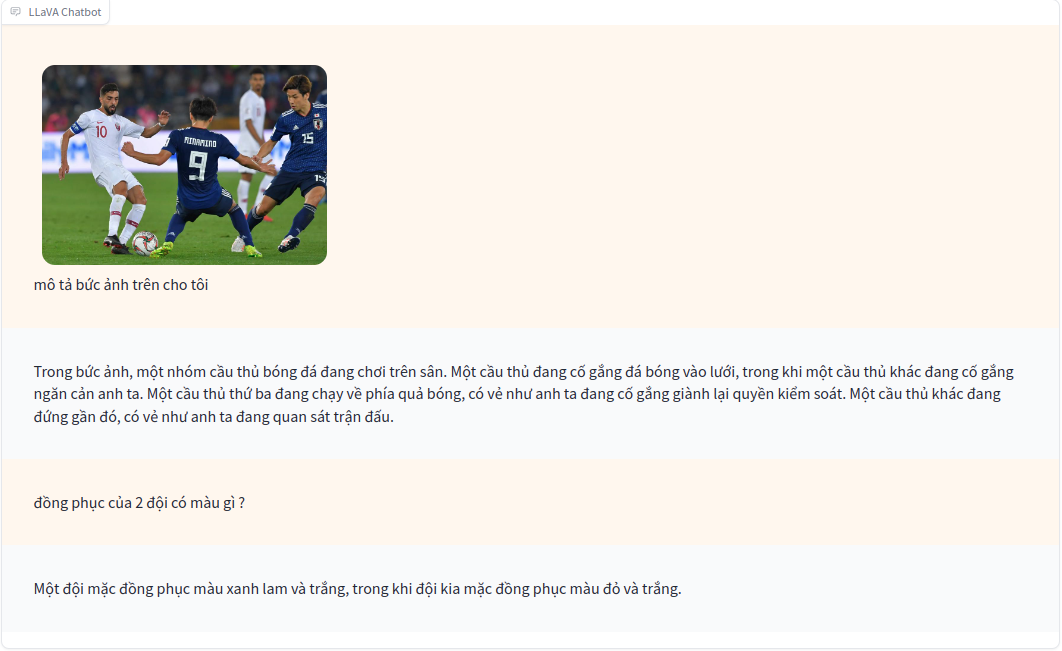 LLaVA Chatbot
10
MINAMINO
9
15
15
mô tả bức ảnh trên cho tôi
Trong bức ảnh, một nhóm cầu thủ bóng đá đang chơi trên sân. Một cầu thủ đang cố gắng đá bóng vào lưới, trong khi một cầu thủ khác đang cố gắng
ngăn cản anh ta. Một cầu thủ thứ ba đang chạy về phía quả bóng, có vẻ như anh ta đang cố gắng giành lại quyền kiểm soát. Một cầu thủ khác đang
đứng gần đó, có vẻ như anh ta đang quan sát trận đấu.
đồng phục của 2 đội có màu gì ?
Một đội mặc đồng phục màu xanh lam và trắng, trong khi đội kia mặc đồng phục màu đỏ và trắng.